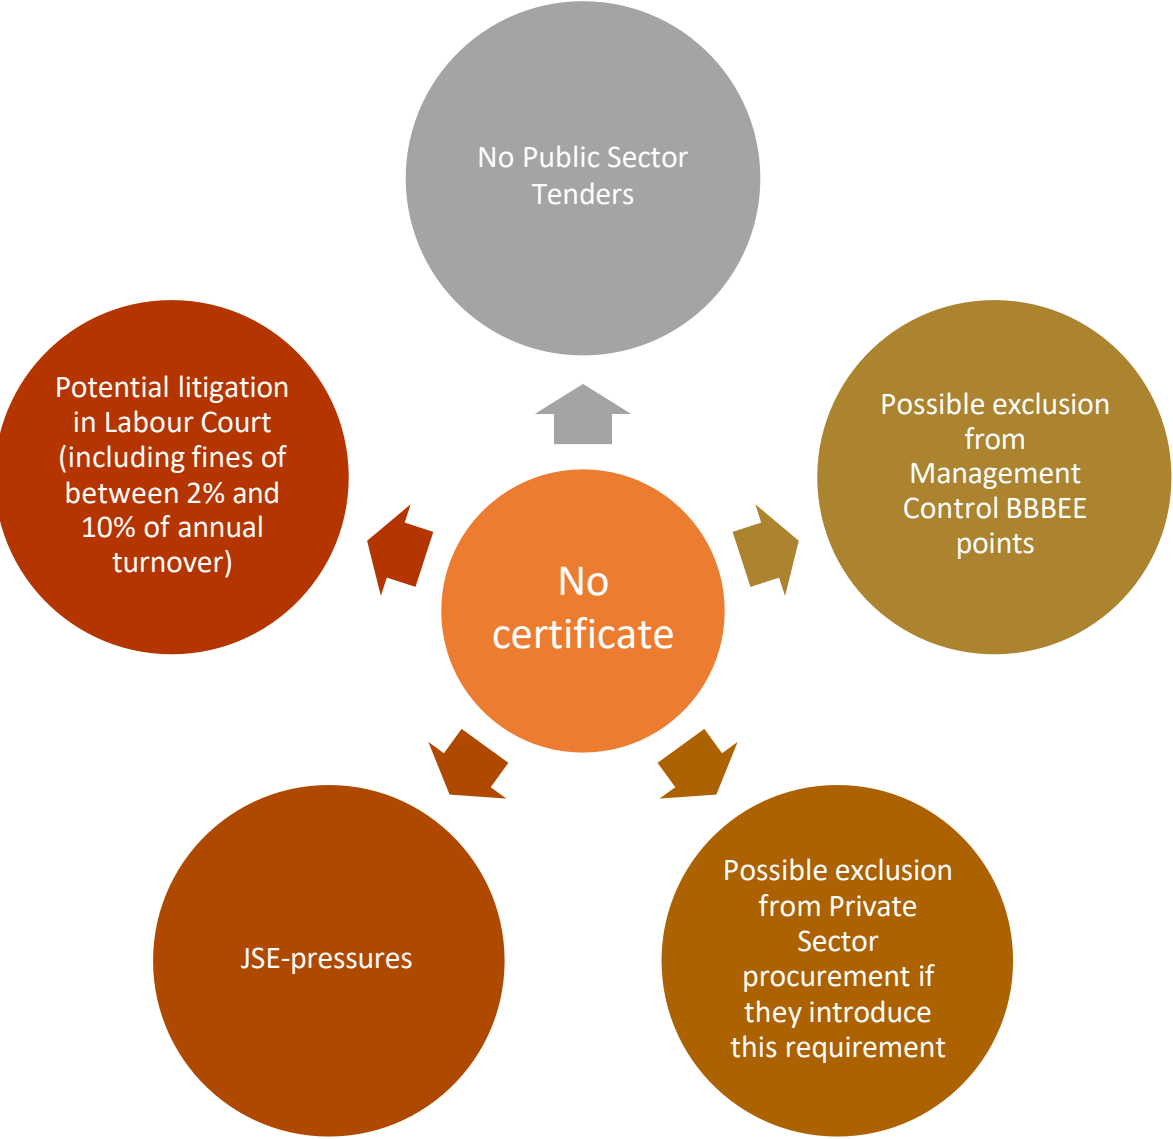 No Public Sector
Tenders
Possible exclusion
from
Management
Control BBBEE
points
Possible exclusion
from Private
Sector
procurement if
they introduce
this requirement
JSE-pressures
Potential litigation
in Labour Court
(including fines of
between 2% and
10% of annual
turnover)
No
certificate